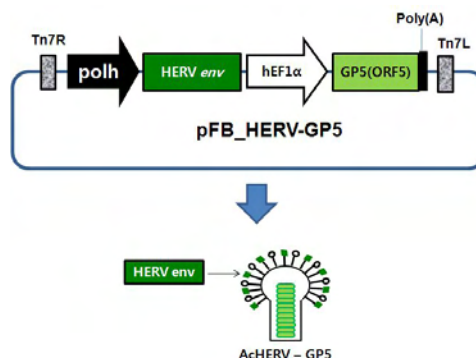 Poly(A)
Tn7R
Tn7L
polh
HERV env
hEF1α
GP5(ORF5)
pFB_HERV-GP5
HERV env
AcHERV – GP5